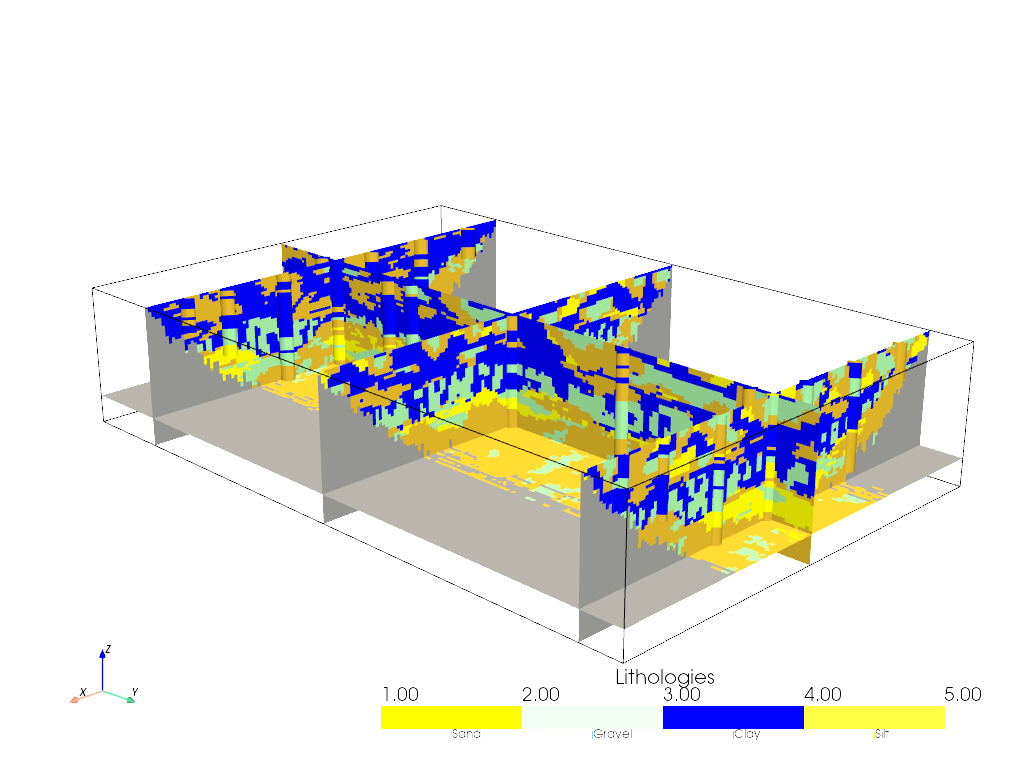 Z
X Y
Lithologies
1.00 2.00 3.00 4.00 5.00
Sand Gravel Clay Silt